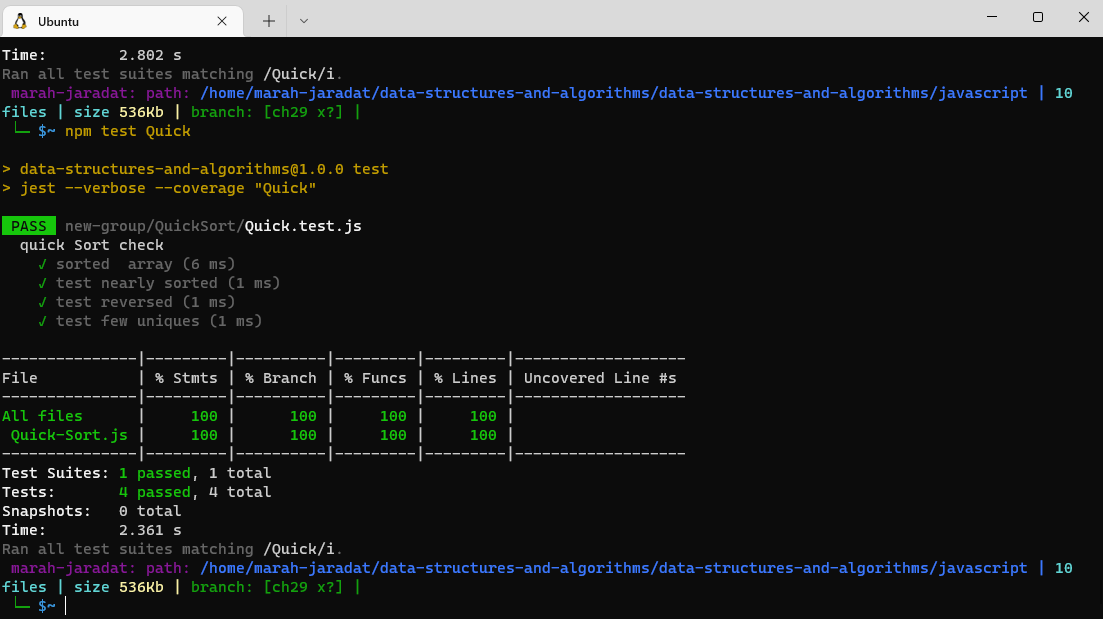 Ubuntu
Time:        2.802 s
Ran all test suites matching /Quick/i.
 marah-jaradat: path: /home/marah-jaradat/data-structures-and-algorithms/data-structures-and-algorithms/javascript | 10
files | size 536Kb | branch: [ch29 x?] |
 └─ $~ npm test Quick
> data-structures-and-algorithms@1.0.0 test
> jest --verbose --coverage "Quick"
 PASS  new-group/QuickSort/Quick.test.js
  quick Sort check
    √ sorted  array (6 ms)
    √ test nearly sorted (1 ms)
    √ test reversed (1 ms)
    √ test few uniques (1 ms)
---------------|---------|----------|---------|---------|-------------------
File           | % Stmts | % Branch | % Funcs | % Lines | Uncovered Line #s
---------------|---------|----------|---------|---------|-------------------
All files      |     100 |      100 |     100 |     100 |
 Quick-Sort.js |     100 |      100 |     100 |     100 |
---------------|---------|----------|---------|---------|-------------------
Test Suites: 1 passed, 1 total
Tests:       4 passed, 4 total
Snapshots:   0 total
Time:        2.361 s
Ran all test suites matching /Quick/i.
 marah-jaradat: path: /home/marah-jaradat/data-structures-and-algorithms/data-structures-and-algorithms/javascript | 10
files | size 536Kb | branch: [ch29 x?] |
 └─ $~